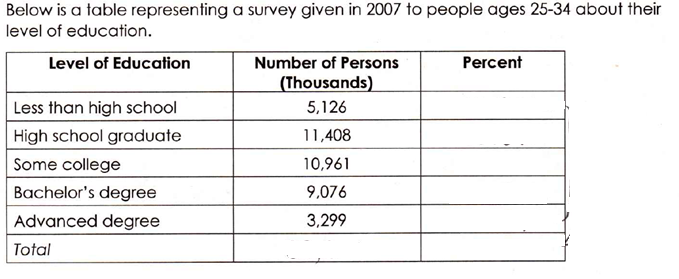 Below is a table representing a survey given in 2007 to people ages 25-34 about their
level of education.
Level of Education Number of Persons Percent
(Thousands)
Less than high school 5,126
High school graduate 11,408
Some college 10,961
Bachelor's degree 9,076
Advanced degree 3,299
Total